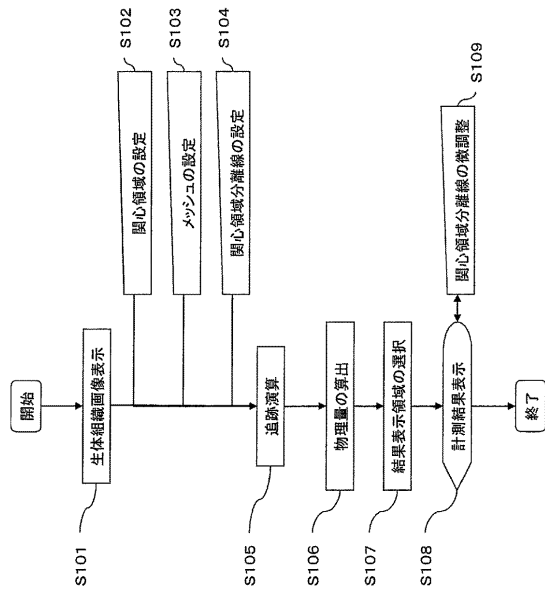 開始
S101
生体組織画像表示
関心領域の設定
S102
メッシュの設定
S103
関心領域分離線の設定
S104
S105
追跡演算
S106
物理量の算出
S107
結果表示領域の選択
S108
計測結果表示
関心領域分離線の微調整
S109
終了